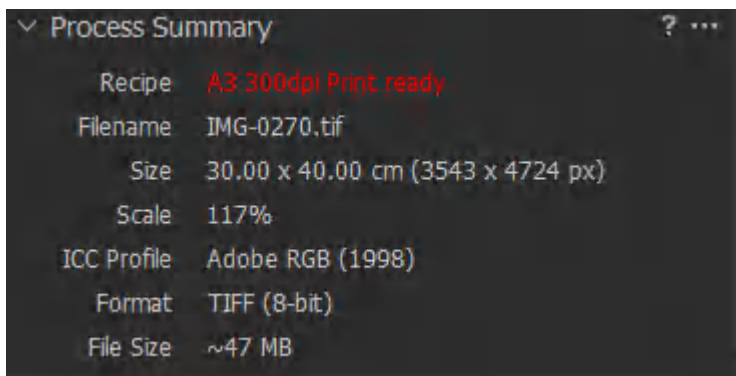 Process Summary ? ...
Recipe A3 300dpi Print ready
Filename IMG-0270.tif
Size 30.00 x 40.00 cm (3543 x 4724 px)
Scale 117%
ICC Profile Adobe RGB (1998)
Format TIFF (8-bit)
File Size ~47 MB